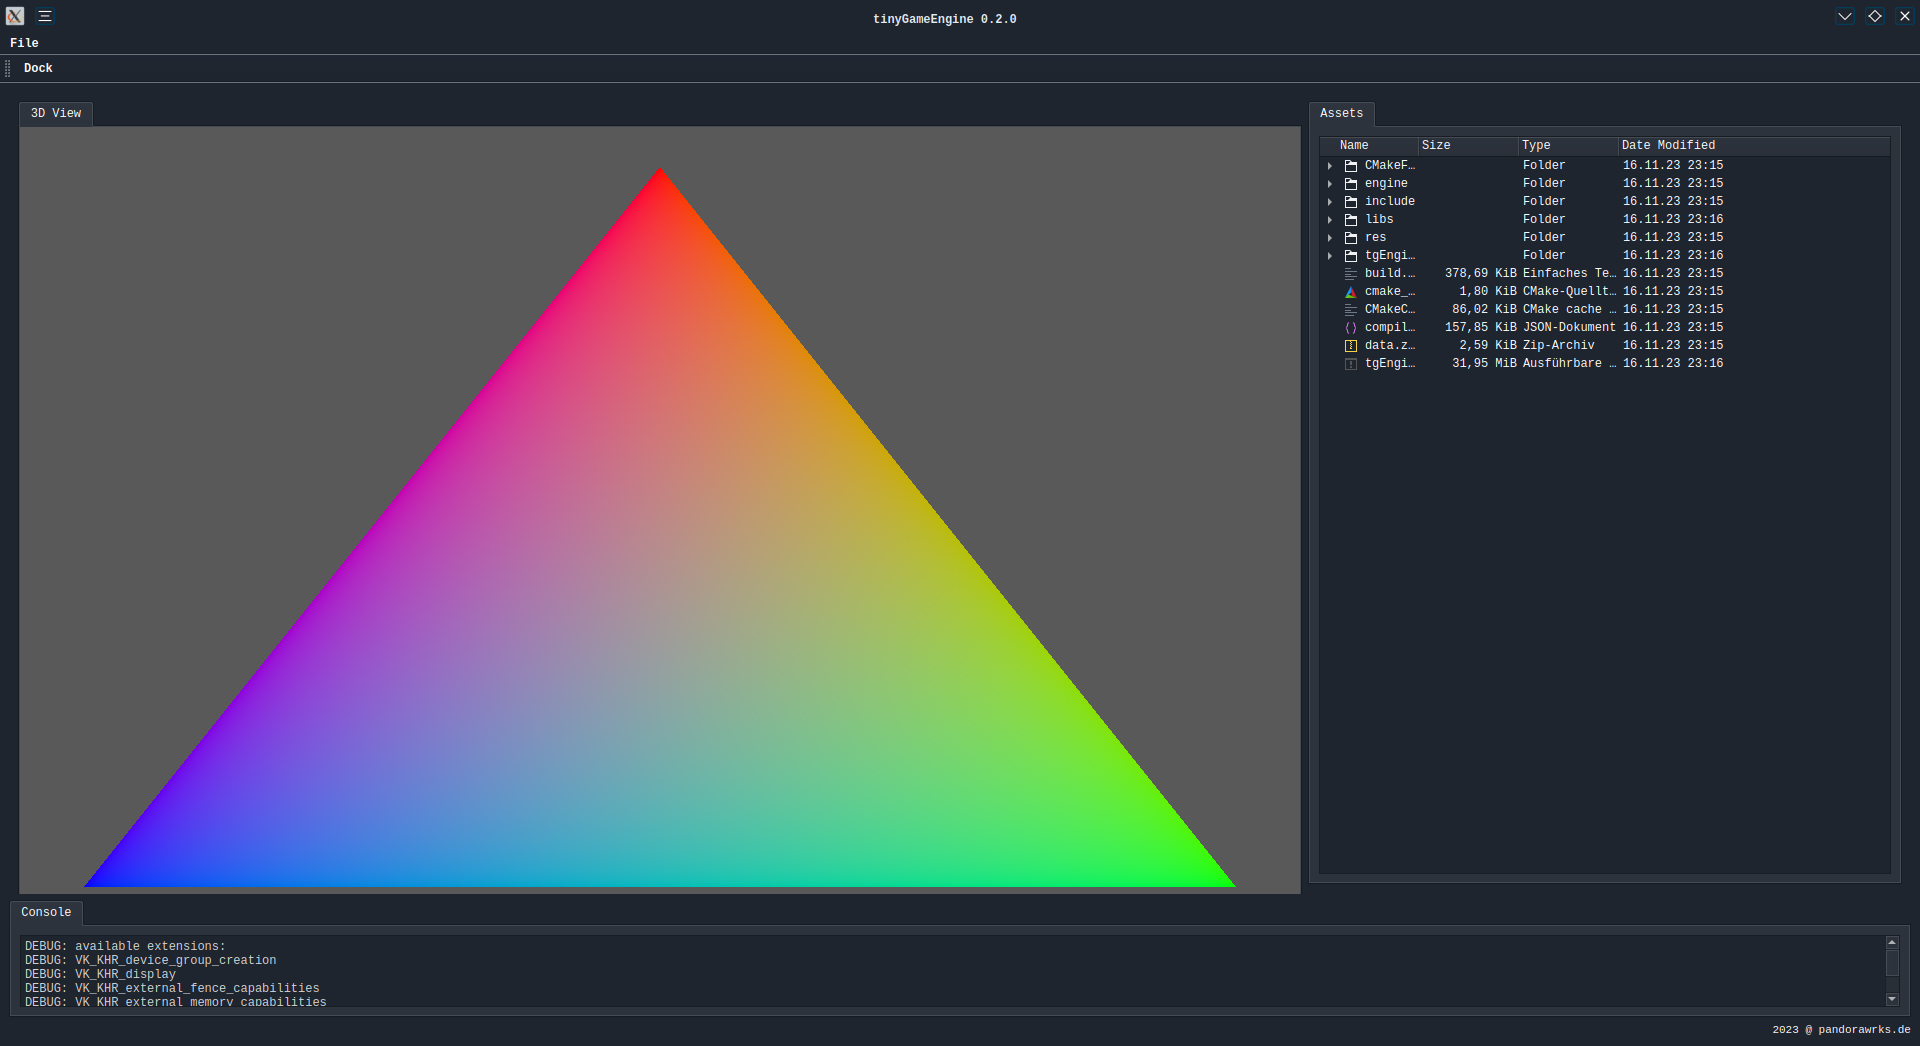 tinyGameEngine 0.2.0
File
Dock
3D View
Assets
Name Size Type Date Modified
CMakeF… Folder 16.11.23 23:15
engine Folder 16.11.23 23:15
include Folder 16.11.23 23:15
libs Folder 16.11.23 23:16
res Folder 16.11.23 23:15
tgEngi… Folder 16.11.23 23:16
build.… 378,69 KiB Einfaches Te… 16.11.23 23:15
cmake_… 1,80 KiB CMake-Quellt… 16.11.23 23:15
CMakeC… 86,02 KiB CMake cache … 16.11.23 23:15
compil… 157,85 KiB JSON-Dokument 16.11.23 23:15
data.z… 2,59 KiB Zip-Archiv 16.11.23 23:15
tgEngi… 31,95 MiB Ausführbare … 16.11.23 23:16
Console
DEBUG: available extensions:
DEBUG: VK_KHR_device_group_creation
DEBUG: VK_KHR_display
DEBUG: VK_KHR_external_fence_capabilities
DEBUG: VK_KHR_external_memory_capabilities
2023 @ pandorawrks.de